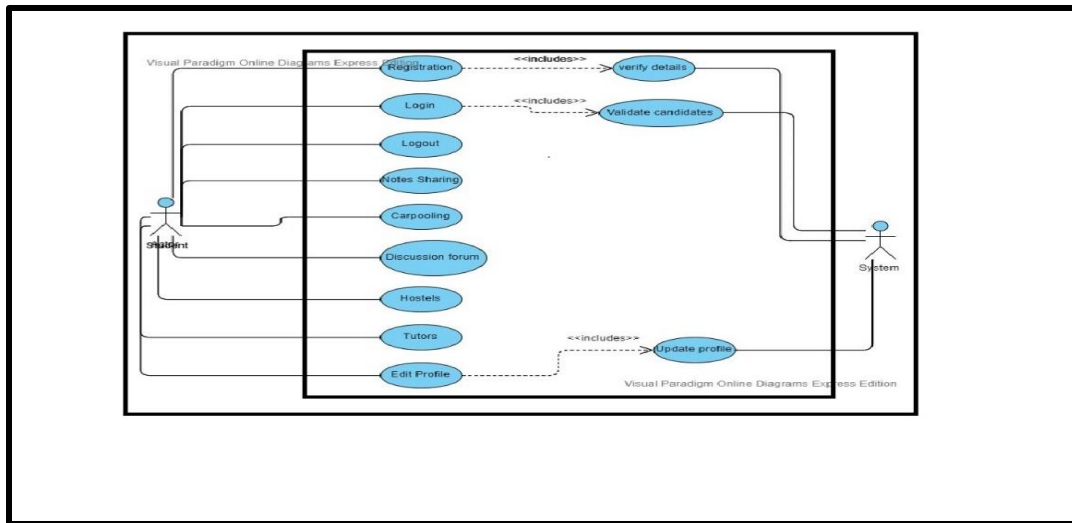 Visual Paradigm Online Diagrams Express Edition
Registration
<<includes>>
verify details
Login
<<includes>>
Validate candidates
Logout
Notes Sharing
Carpooling
Student
Discussion forum
System
Hostels
Tutors
<<includes>>
Update profile
Edit Profile
Visual Paradigm Online Diagrams Express Edition